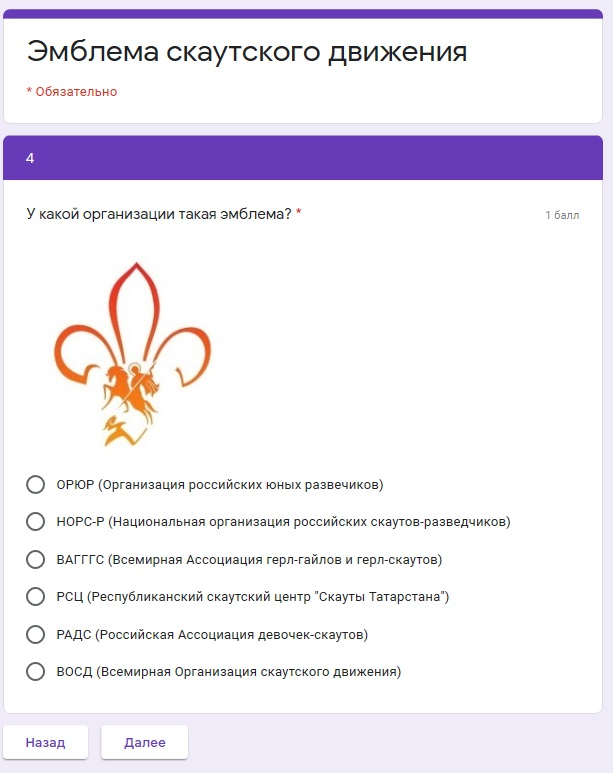 Эмблема скаутского движения
* Обязательно
4
У какой организации такая эмблема? *
1 балл
ОРЮР (Организация российских юных развечиков)
НОРС-Р (Национальная организация российских скаутов-разведчиков)
ВАГГГС (Всемирная Ассоциация герл-гайлов и герл-скаутов)
РСЦ (Республиканский скаутский центр "Скауты Татарстана")
РАДС (Российская Ассоциация девочек-скаутов)
ВОСД (Всемирная Организация скаутского движения)
Назад
Далее